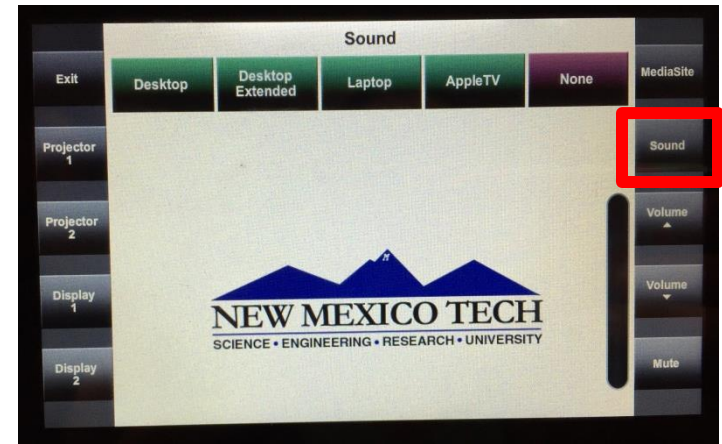 Sound
Exit
Desktop
Desktop
Extended
Laptop
AppleTV
None
MediaSite
Projector
1
Sound
Projector
2
Volume
Display
1
Volume
Display
2
Mute
M
NEW MEXICO TECH
SCIENCE • ENGINEERING • RESEARCH • UNIVERSITY